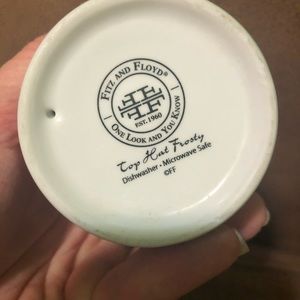 FITZ AND FLOYD®
EST. 1960
ONE LOOK AND YOU KNOW
Top Hat Frosty
Dishwasher · Microwave Safe
©FF